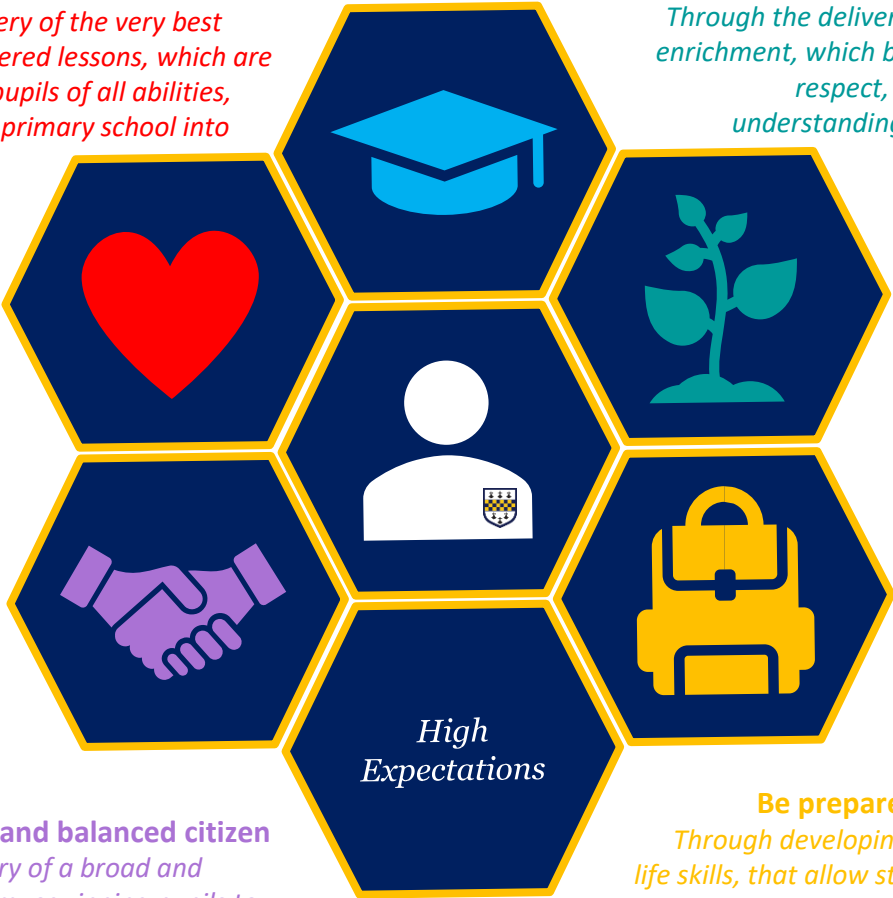 ery of the very best
ered lessons, which are
pupils of all abilities,
primary school into
Through the deliver
enrichment, which b
respect,
understanding
High
Expectations
and balanced citizen
ry of a broad and
Be prepare
Through developin
life skills, that allow st